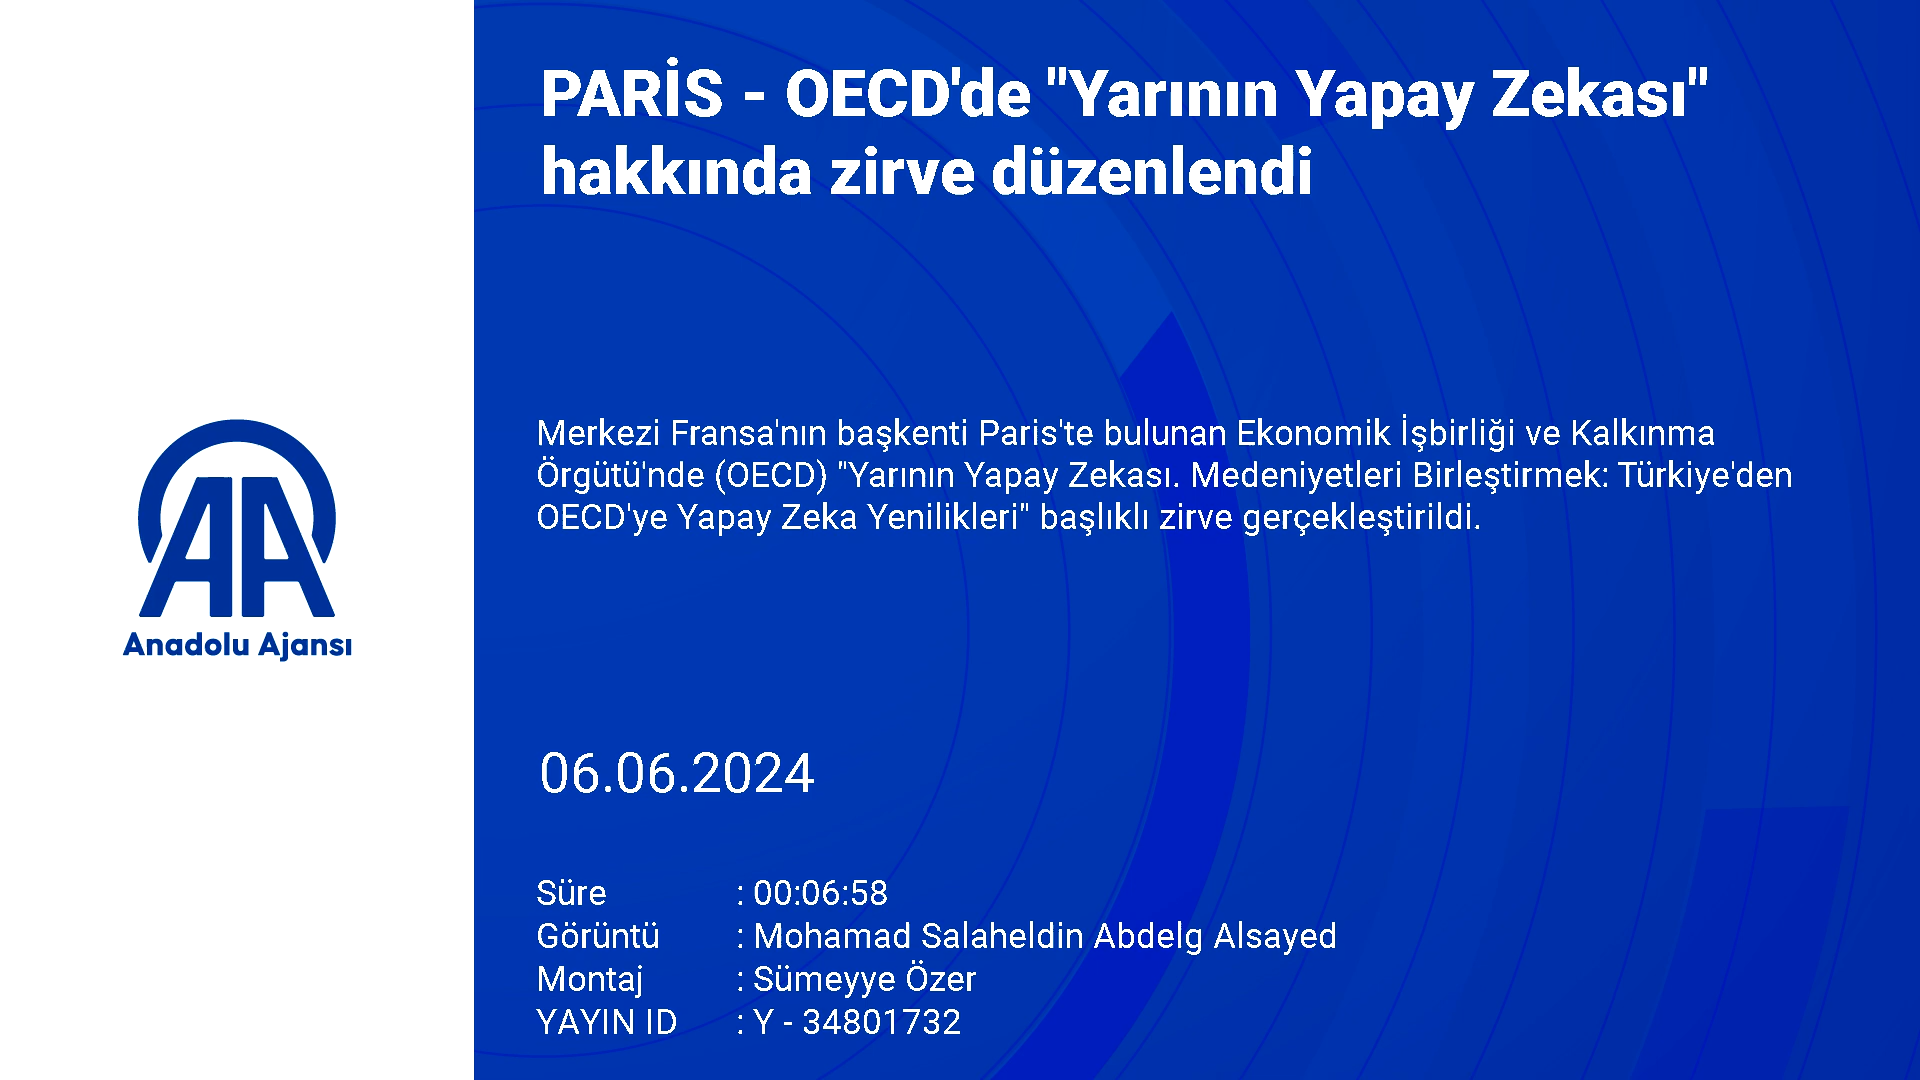 PARİS - OECD'de "Yarının Yapay Zekası"
hakkında zirve düzenlendi
Merkezi Fransa'nın başkenti Paris'te bulunan Ekonomik İşbirliği ve Kalkınma
Örgütü'nde (OECD) "Yarının Yapay Zekası. Medeniyetleri Birleştirmek: Türkiye'den
OECD'ye Yapay Zeka Yenilikleri" başlıklı zirve gerçekleştirildi.
AA
Anadolu Ajansı
06.06.2024
Süre : 00:06:58
Görüntü : Mohamad Salaheldin Abdelg Alsayed
Montaj : Sümeyye Özer
YAYIN ID : Y - 34801732